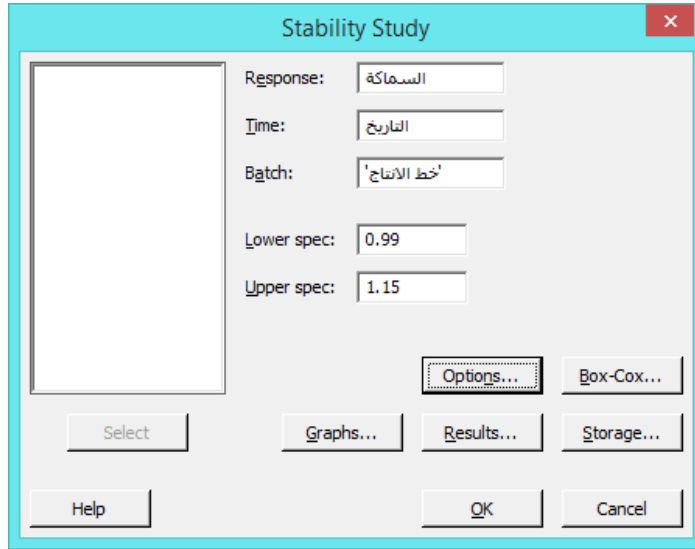 Stability Study
Response: السماكة
Time: التاريخ
Batch: 'خط الانتاج'
Lower spec: 0.99
Upper spec: 1.15
Options... Box-Cox...
Select Graphs... Results... Storage...
Help OK Cancel